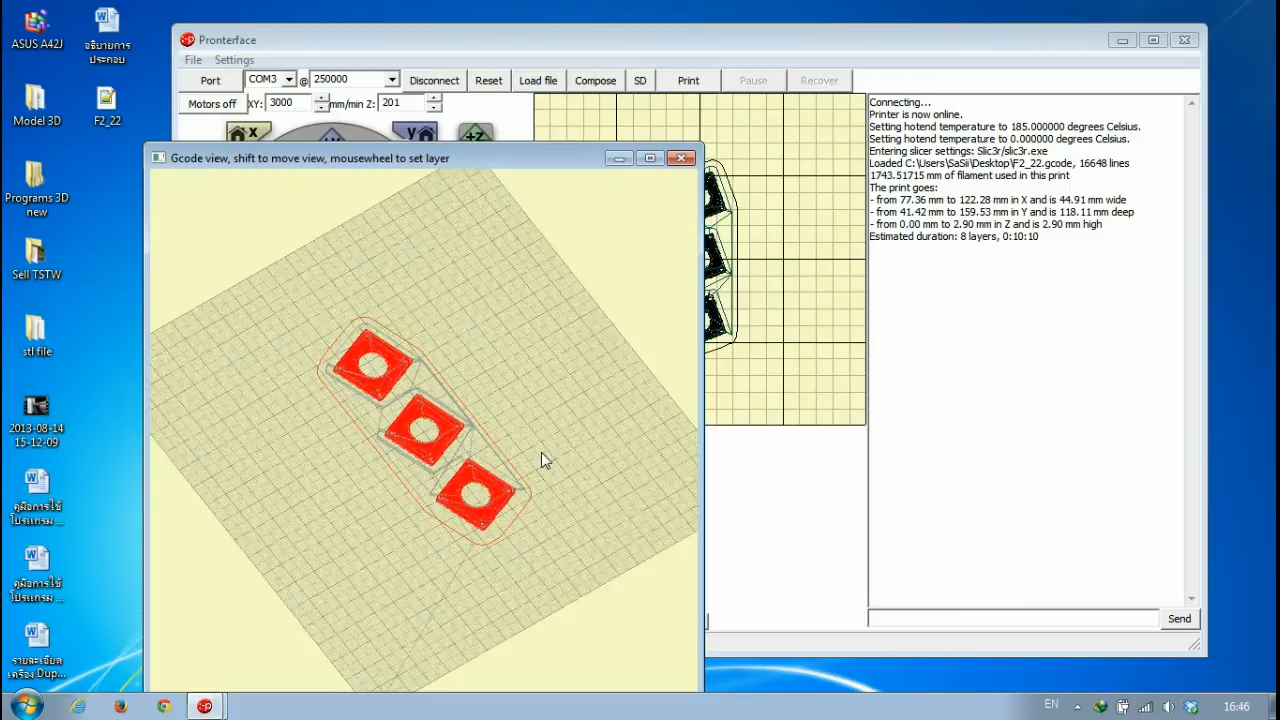 ASUS A42J
อธิบายการ
ประกอบ
Model 3D
F2_22
Programs 3D
new
Sell TSTW
stl file
2013-08-14
15-12-09
คู่มือการใช้
โปรแกรม ...
คู่มือการใช้
โปรแกรม ...
รายละเอียด
เครื่อง Dup...
Pronterface
File Settings
Port COM3 @ 250000 Disconnect Reset Load file Compose SD Print Pause Recover
Motors off XY: 3000 mm/min Z: 201
x y +Z
Gcode view, shift to move view, mousewheel to set layer
Connecting...
Printer is now online.
Setting hotend temperature to 185.000000 degrees Celsius.
Setting hotend temperature to 0.000000 degrees Celsius.
Entering slicer settings: Slic3r/slic3r.exe
Loaded C:\Users\SaSii\Desktop\F2_22.gcode, 16648 lines
1743.51715 mm of filament used in this print
The print goes:
- from 77.36 mm to 122.28 mm in X and is 44.91 mm wide
- from 41.42 mm to 159.53 mm in Y and is 118.11 mm deep
- from 0.00 mm to 2.90 mm in Z and is 2.90 mm high
Estimated duration: 8 layers, 0:10:10
Send
EN
16:46